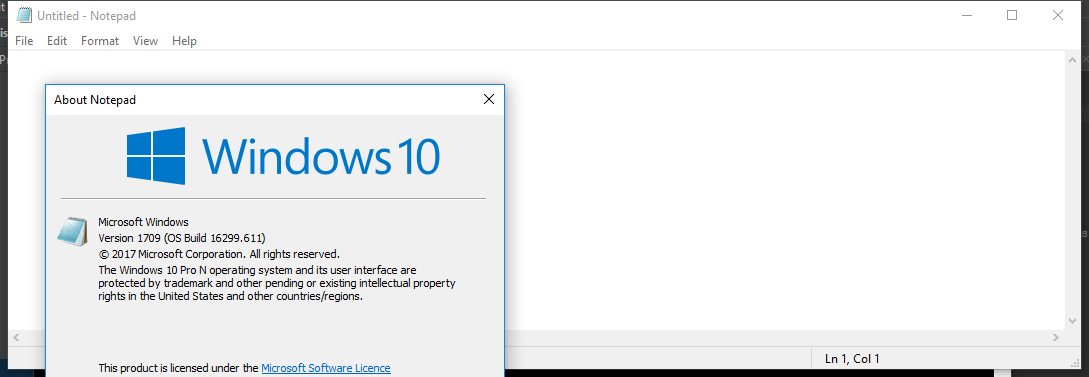 Untitled - Notepad
File Edit Format View Help
About Notepad
Windows 10
Microsoft Windows
Version 1709 (OS Build 16299.611)
© 2017 Microsoft Corporation. All rights reserved.
The Windows 10 Pro N operating system and its user interface are
protected by trademark and other pending or existing intellectual property
rights in the United States and other countries/regions.
This product is licensed under the Microsoft Software Licence
Ln 1, Col 1